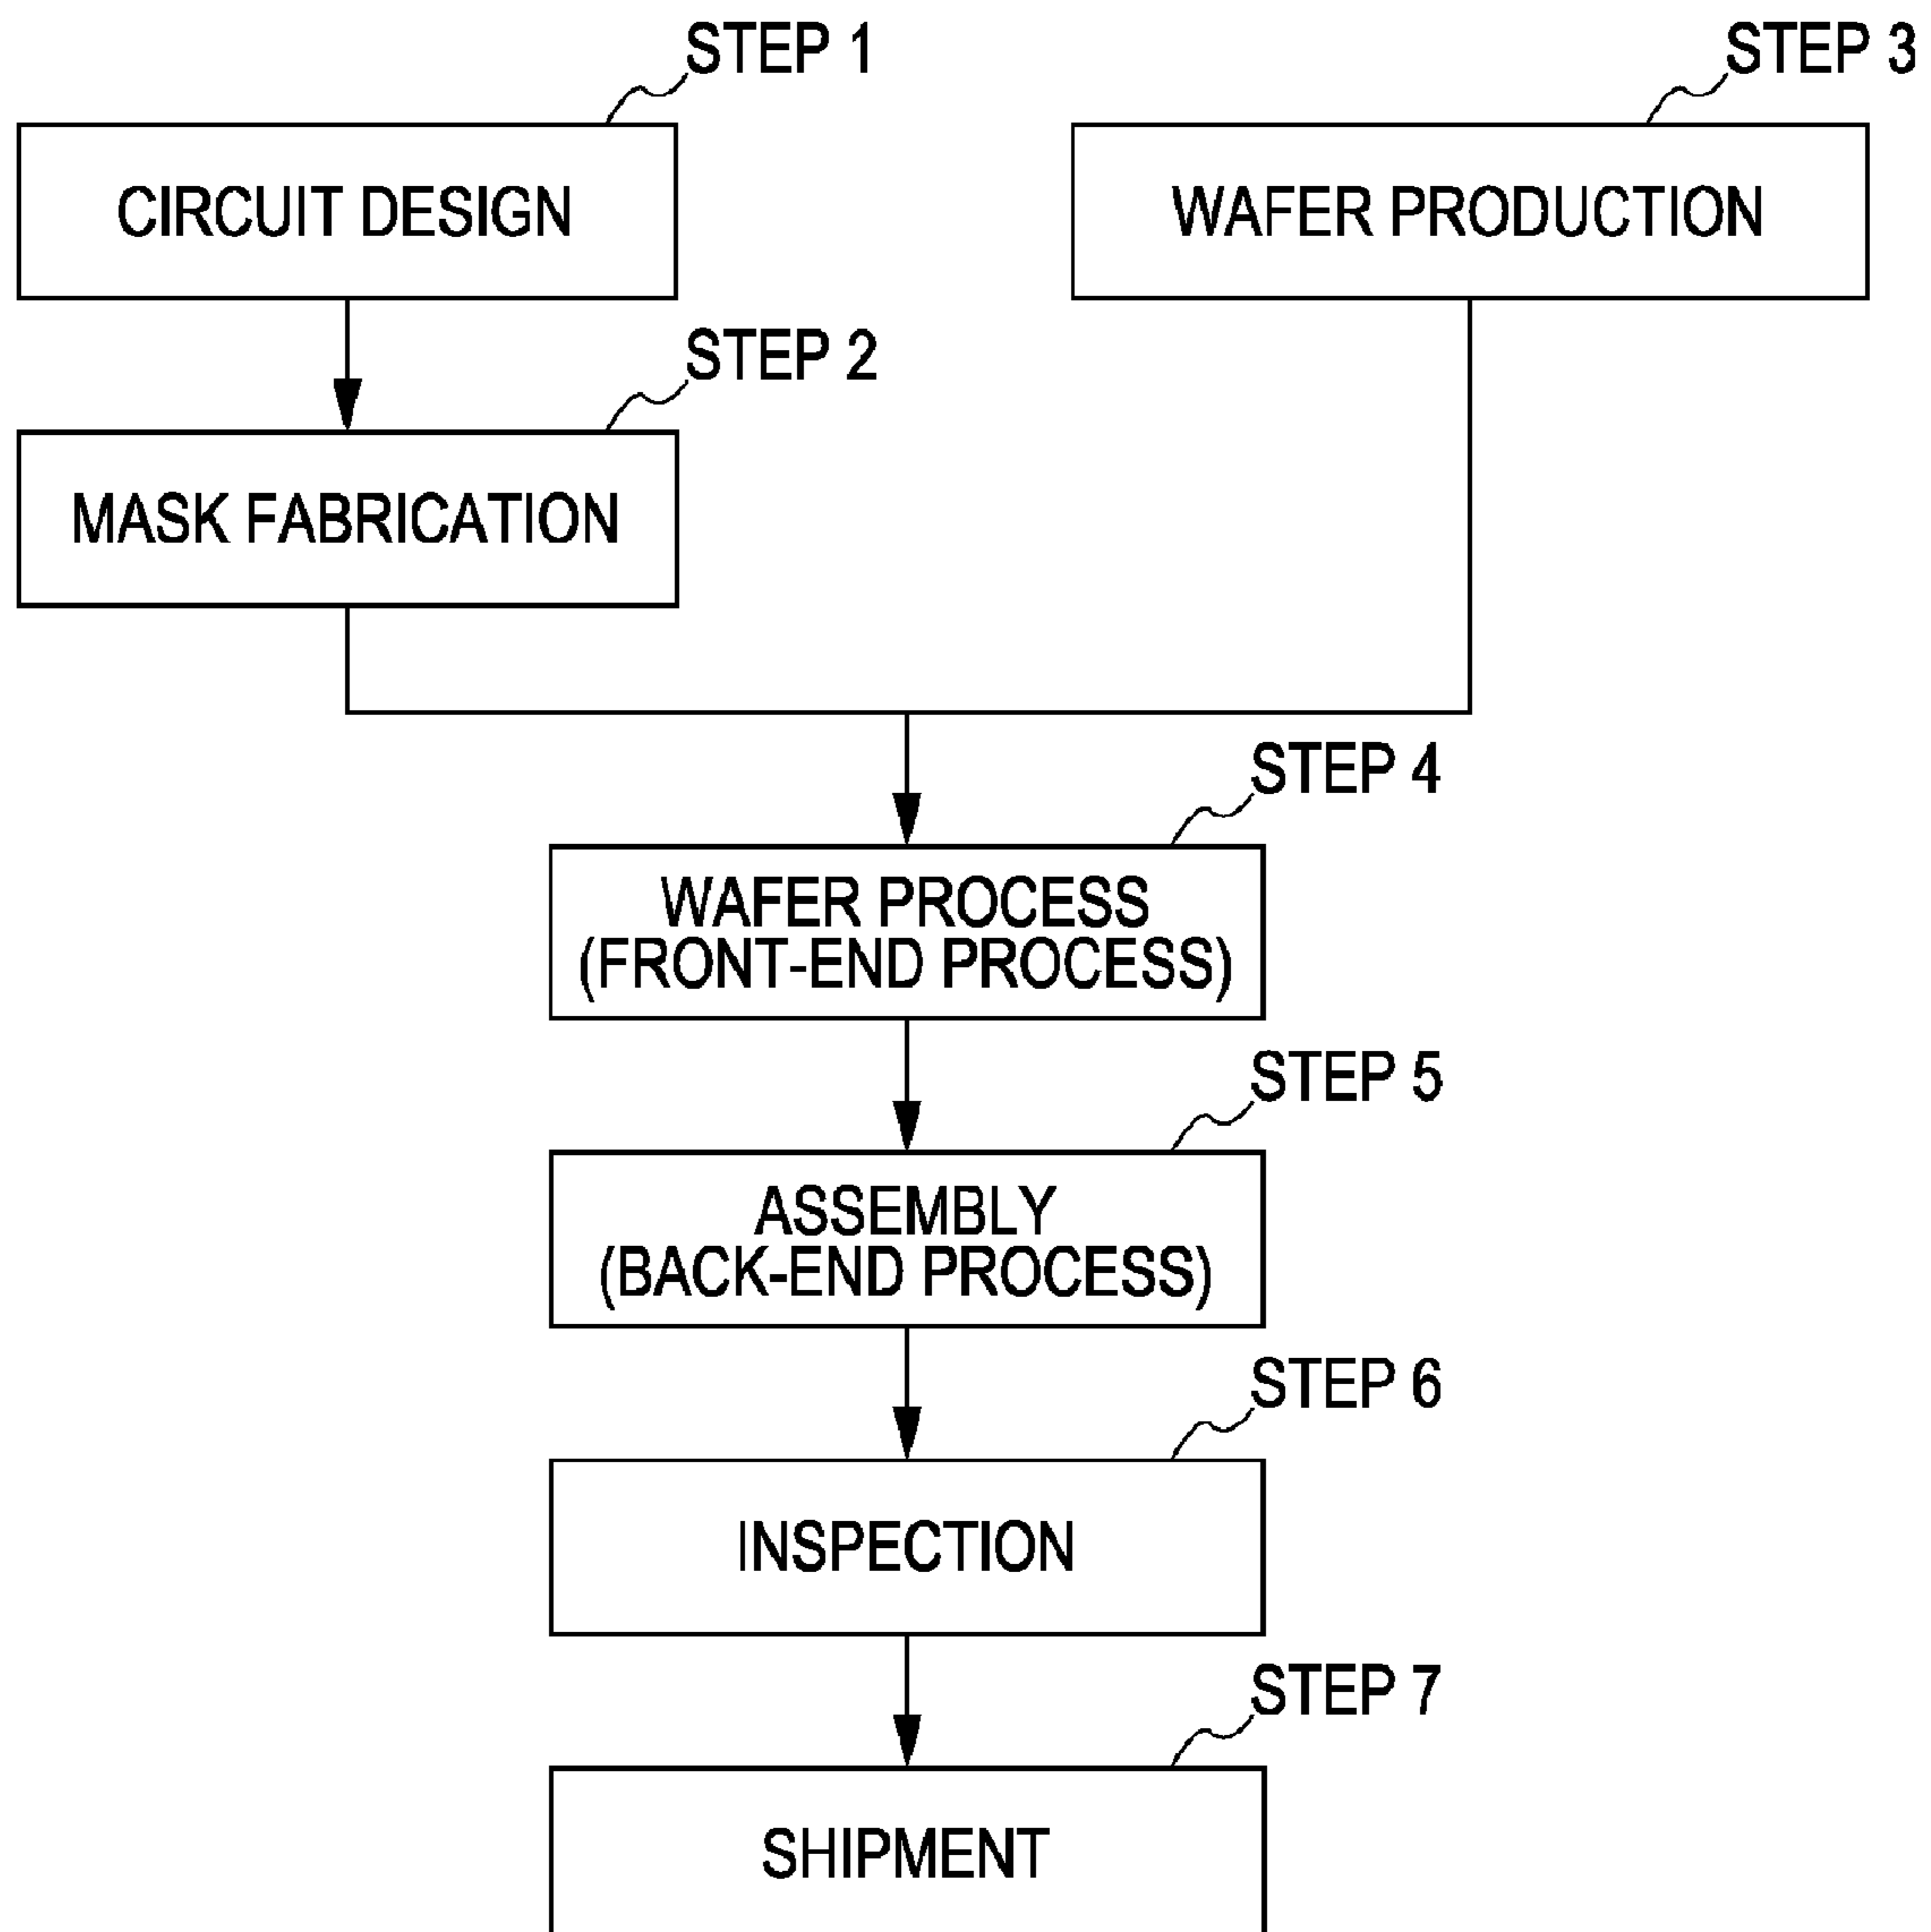 STEP 1
CIRCUIT DESIGN
STEP 3
WAFER PRODUCTION
STEP 2
MASK FABRICATION
STEP 4
WAFER PROCESS
(FRONT-END PROCESS)
STEP 5
ASSEMBLY
(BACK-END PROCESS)
STEP 6
INSPECTION
STEP 7
SHIPMENT